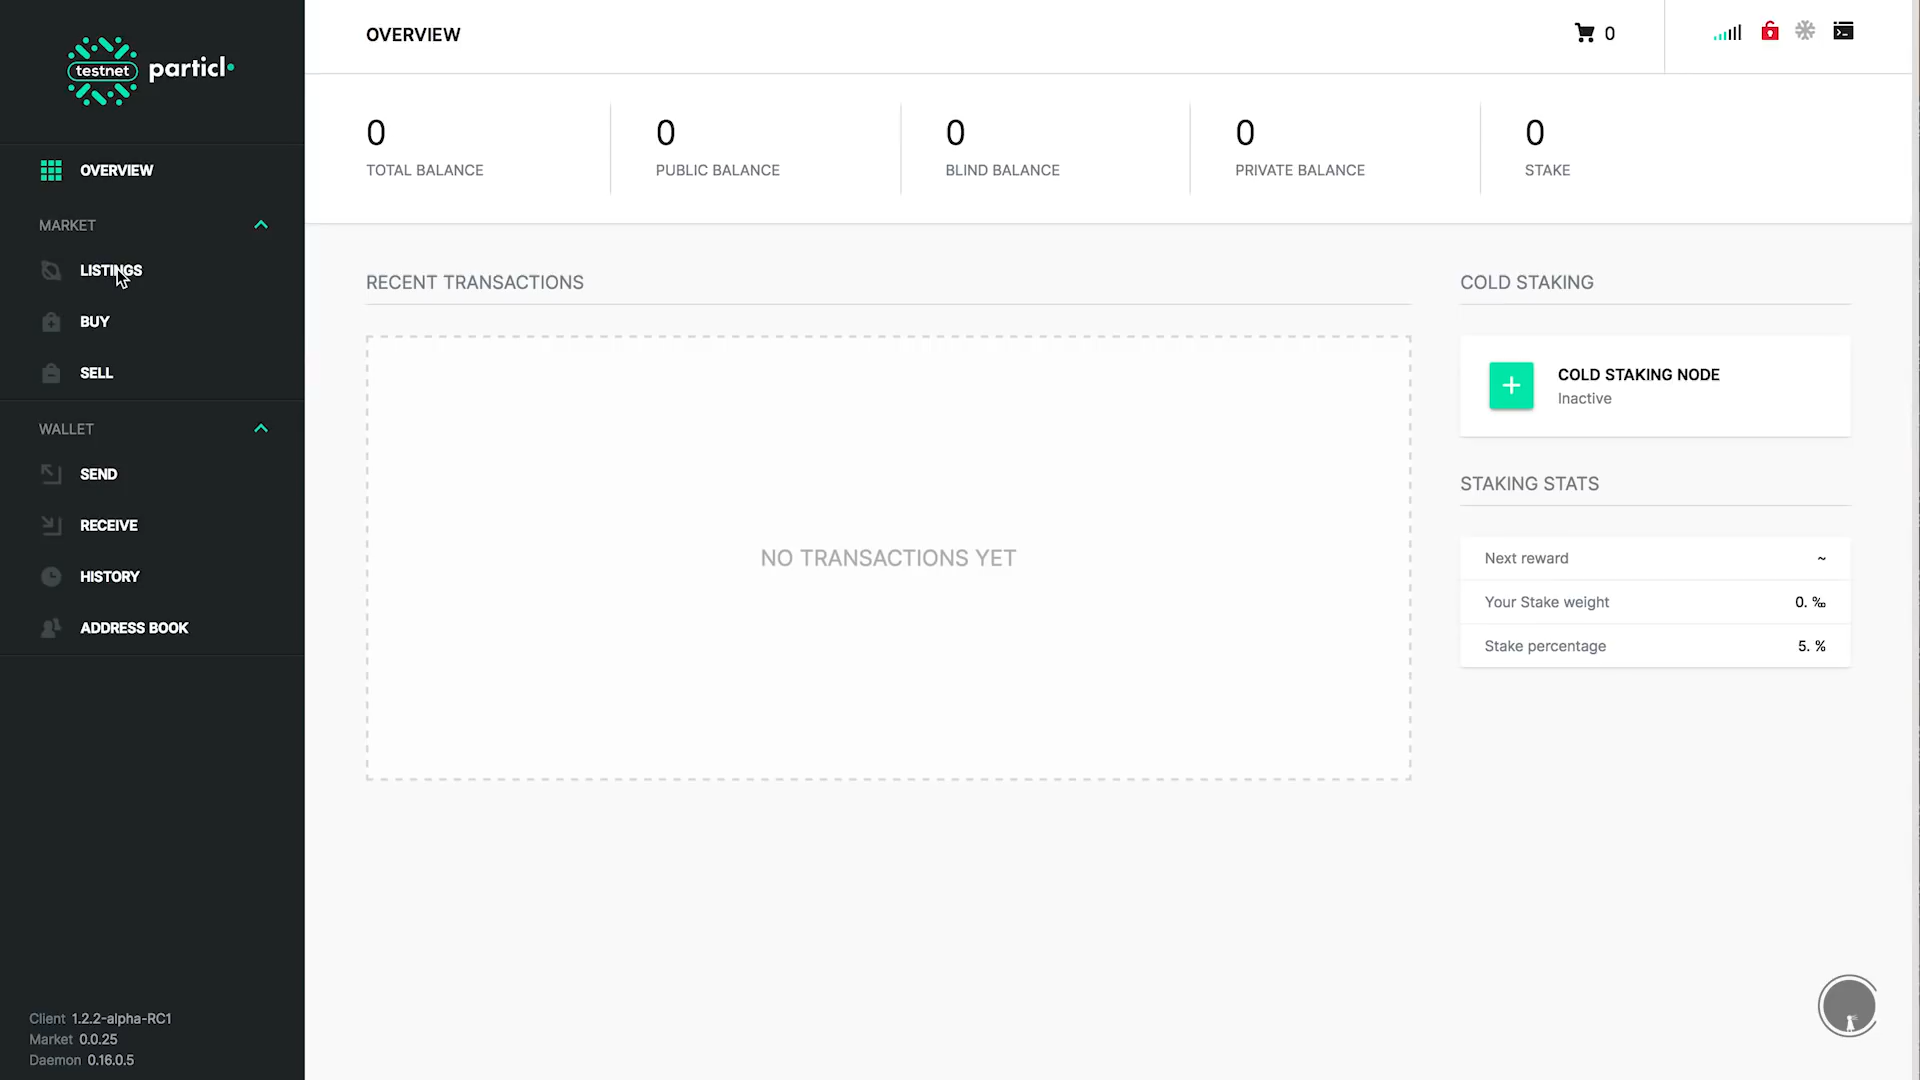 testnet particl
OVERVIEW
MARKET
LISTINGS
BUY
SELL
WALLET
SEND
RECEIVE
HISTORY
ADDRESS BOOK
Client 1.2.2-alpha-RC1
Market 0.0.25
Daemon 0.16.0.5
OVERVIEW
0
0
TOTAL BALANCE
0
PUBLIC BALANCE
0
BLIND BALANCE
0
PRIVATE BALANCE
0
STAKE
RECENT TRANSACTIONS
NO TRANSACTIONS YET
COLD STAKING
COLD STAKING NODE
Inactive
STAKING STATS
Next reward ~
Your Stake weight 0. ‰
Stake percentage 5. %